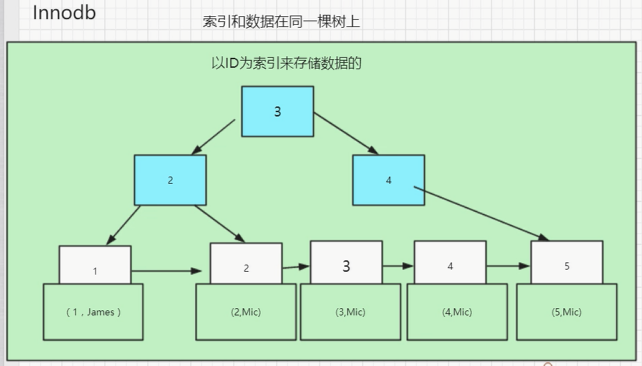 Innodb
索引和数据在同一棵树上
以ID为索引来存储数据的
3
2
4
1
2
3
4
5
（1，James）
(2,Mic)
(3,Mic)
(4,Mic)
(5,Mic)